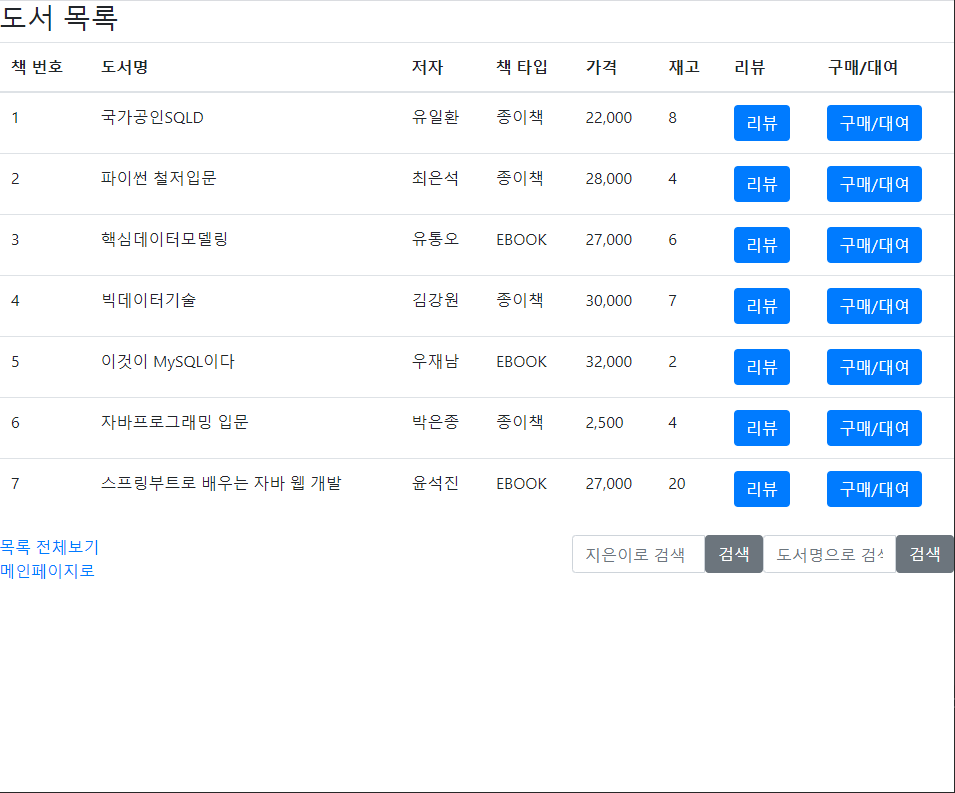 도서 목록
책 번호 도서명 저자 책 타입 가격 재고 리뷰 구매/대여
1 국가공인SQLD 유일환 종이책 22,000 8 리뷰 구매/대여
2 파이썬 철저입문 최은석 종이책 28,000 4 리뷰 구매/대여
3 핵심데이터모델링 유통오 EBOOK 27,000 6 리뷰 구매/대여
4 빅데이터기술 김강원 종이책 30,000 7 리뷰 구매/대여
5 이것이 MySQL이다 우재남 EBOOK 32,000 2 리뷰 구매/대여
6 자바프로그래밍 입문 박은종 종이책 2,500 4 리뷰 구매/대여
7 스프링부트로 배우는 자바 웹 개발 윤석진 EBOOK 27,000 20 리뷰 구매/대여
목록 전체보기 지은이로 검색 검색 도서명으로 검색
메인페이지로